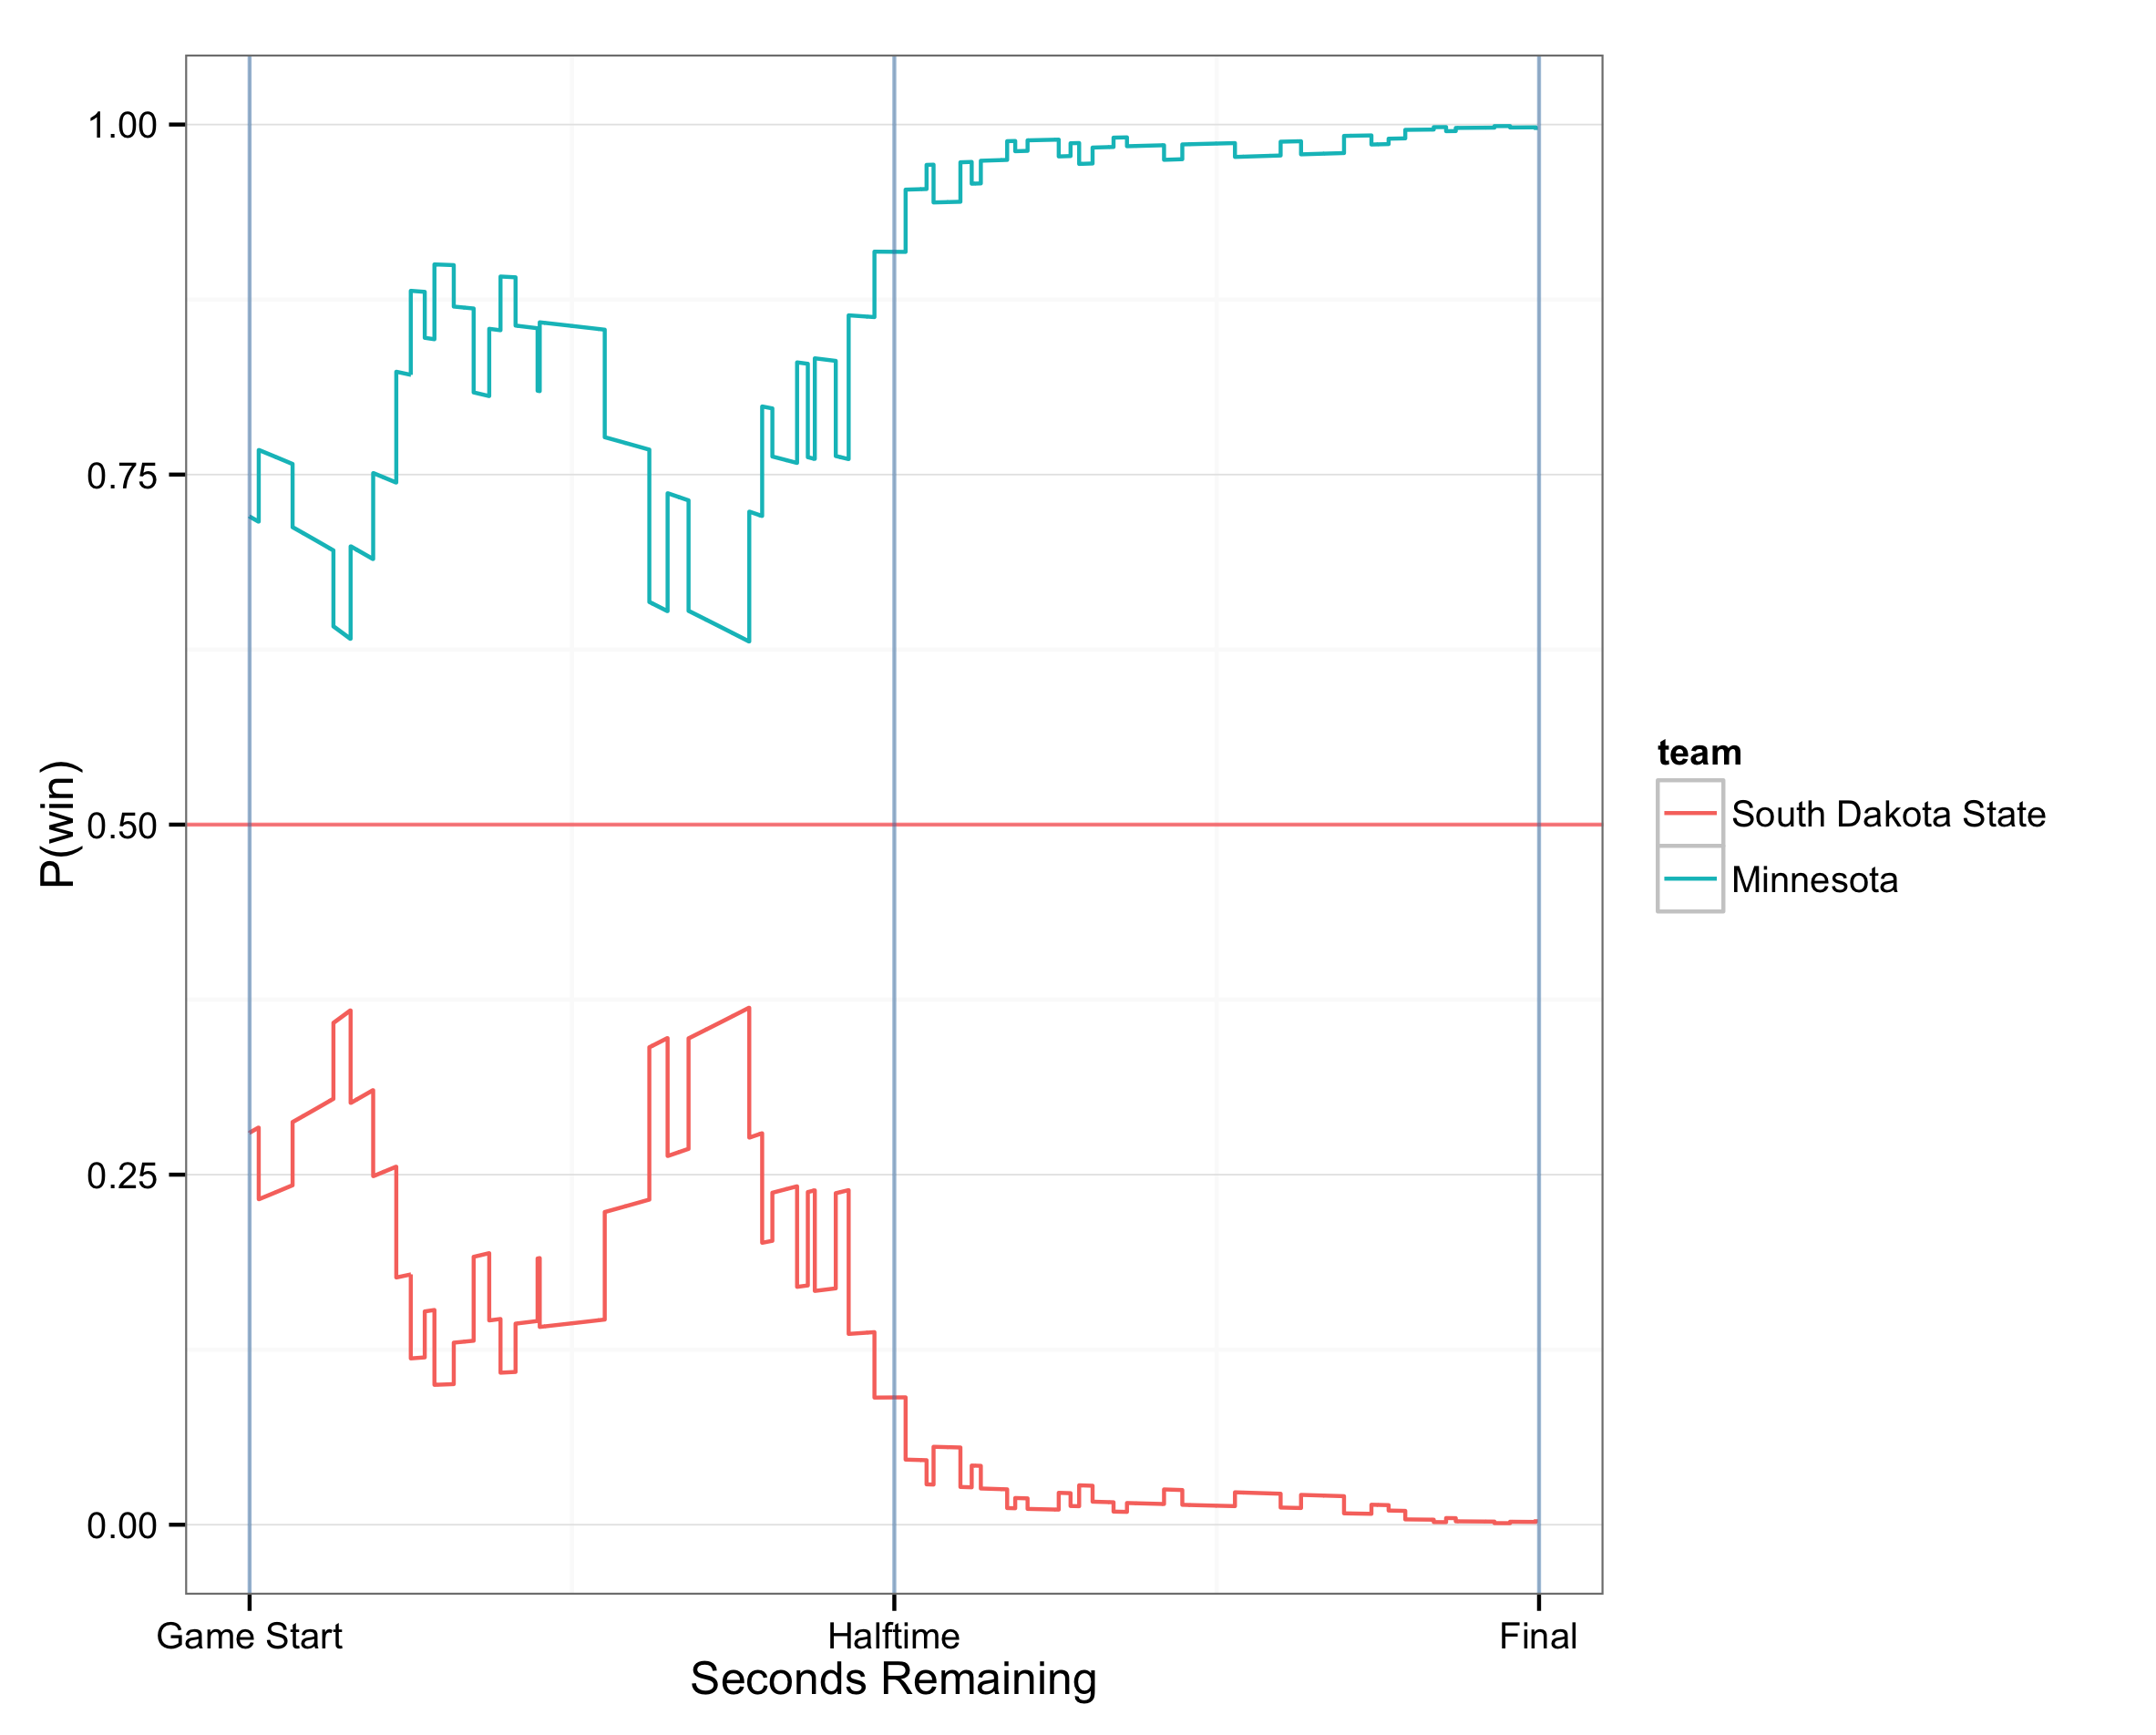 1.00
0.75
0.50
0.25
0.00
P(win)
Game Start
Halftime
Final
Seconds Remaining
team
South Dakota State
Minnesota